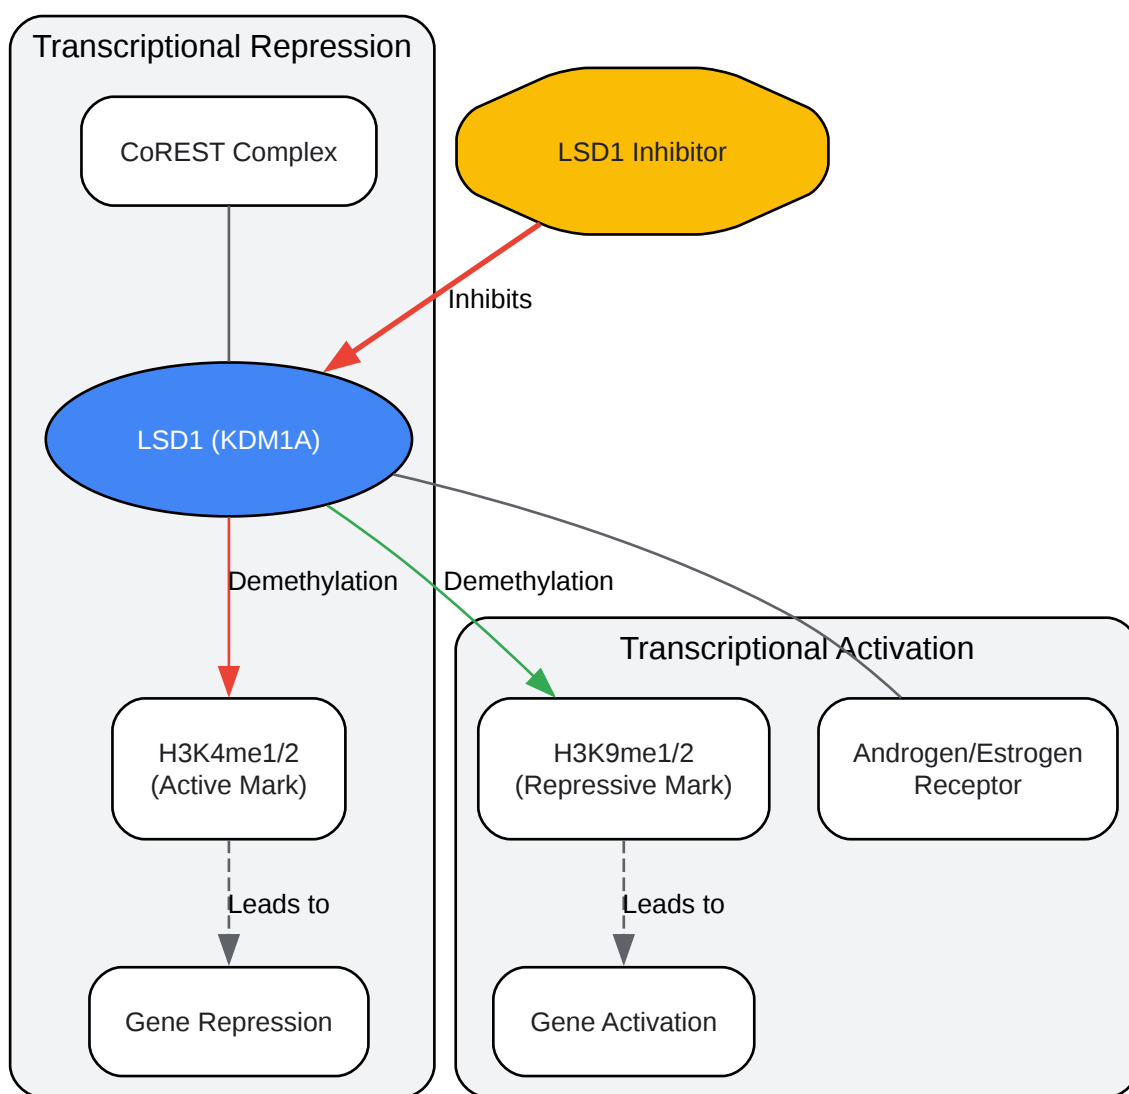 Transcriptional Repression
CoREST Complex
LSD1 Inhibitor
Inhibits
LSD1 (KDM1A)
Demethylation
Demethylation
Transcriptional Activation
H3K4me1/2
(Active Mark)
H3K9me1/2
(Repressive Mark)
Androgen/Estrogen
Receptor
Leads to
Leads to
Gene Repression
Gene Activation